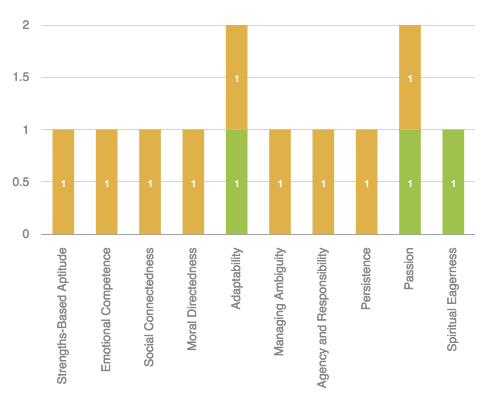 2
1.5
1
0.5
0
1
1
1
1
1
1
1
1
1
1
1
1
Strengths-Based Aptitude
Emotional Competence
Social Connectedness
Moral Directedness
Adaptability
Managing Ambiguity
Agency and Responsibility
Persistence
Passion
Spiritual Eagerness